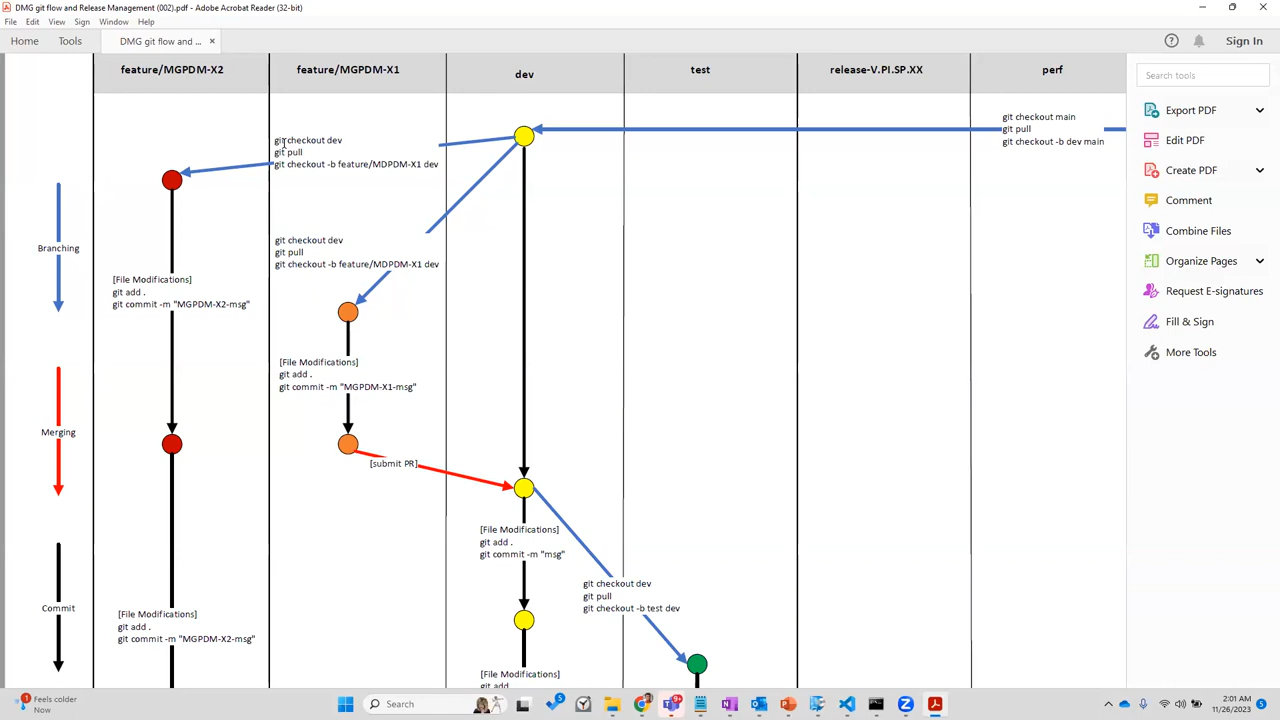 DMG git flow and Release Management (002).pdf - Adobe Acrobat Reader (32-bit)
File Edit View Sign Window Help
Home Tools DMG git flow and ... × Sign In
feature/MGPDM-X2 feature/MGPDM-X1 dev test release-V.PI.SP.XX perf
git checkout main
git pull
git checkout -b dev main
git checkout dev
git pull
git checkout -b feature/MDPDM-X1 dev
Branching
git checkout dev
git pull
git checkout -b feature/MDPDM-X1 dev
[File Modifications]
git add .
git commit -m "MGPDM-X2-msg"
[File Modifications]
git add .
git commit -m "MGPDM-X1-msg"
Merging
[submit PR]
[File Modifications]
git add .
git commit -m "msg"
git checkout dev
git pull
git checkout -b test dev
Commit
[File Modifications]
git add .
git commit -m "MGPDM-X2-msg"
[File Modifications]
git add
Search tools
Export PDF
Edit PDF
Create PDF
Comment
Combine Files
Organize Pages
Request E-signatures
Fill & Sign
More Tools
1
Feels colder
Now
Search
5
9+
2:01 AM
11/26/2023
5